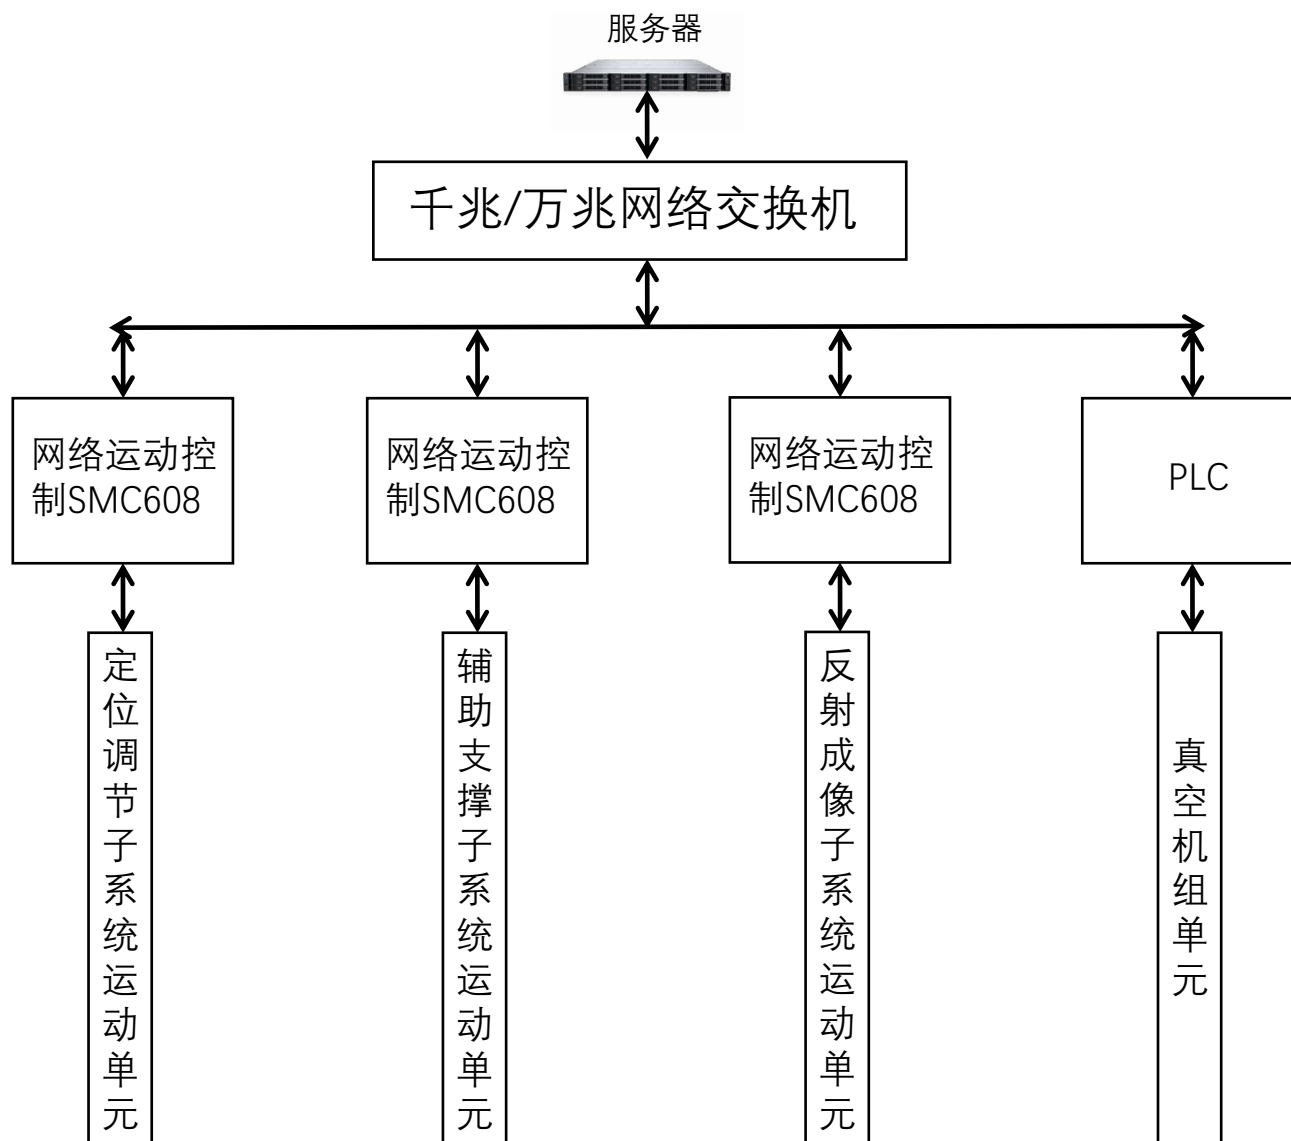 服务器
千兆/万兆网络交换机
网络运动控
制SMC608
网络运动控
制SMC608
网络运动控
制SMC608
PLC
定位调节子系统运动单元
辅助支撑子系统运动单元
反射成像子系统运动单元
真空机组单元